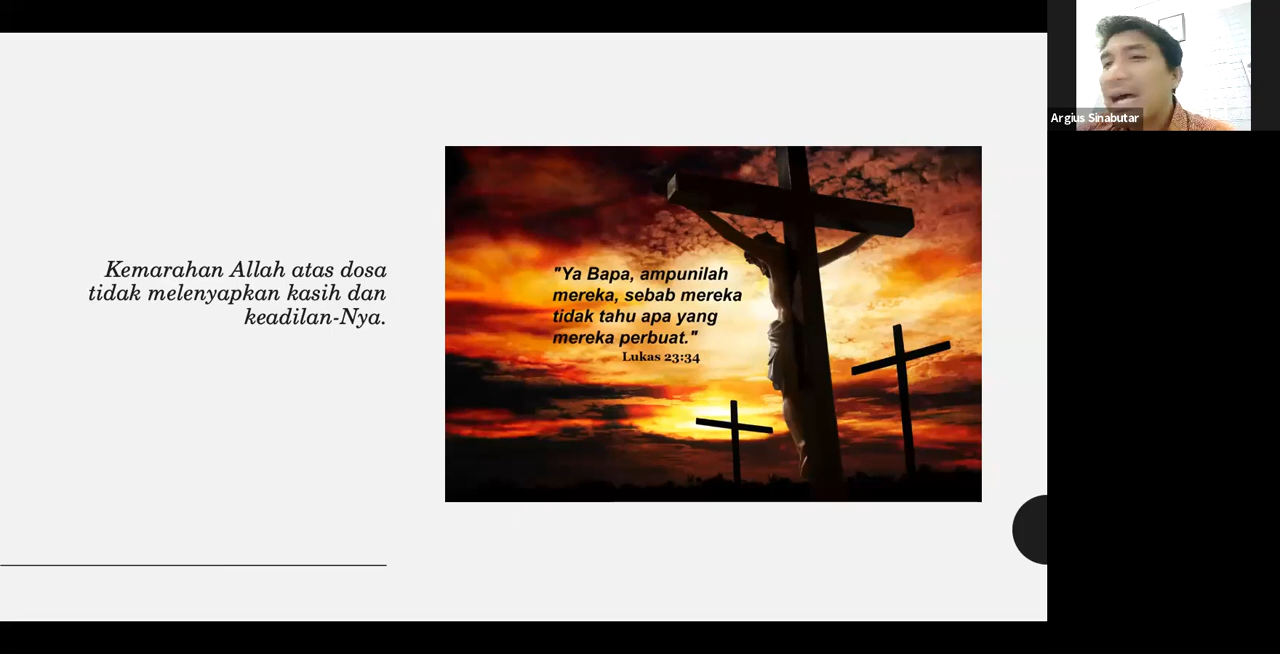 Kemarahan Allah atas dosa
tidak melenyapkan kasih dan
keadilan-Nya.
"Ya Bapa, ampunilah
mereka, sebab mereka
tidak tahu apa yang
mereka perbuat."
Lukas 23:34
Argius Sinabutar